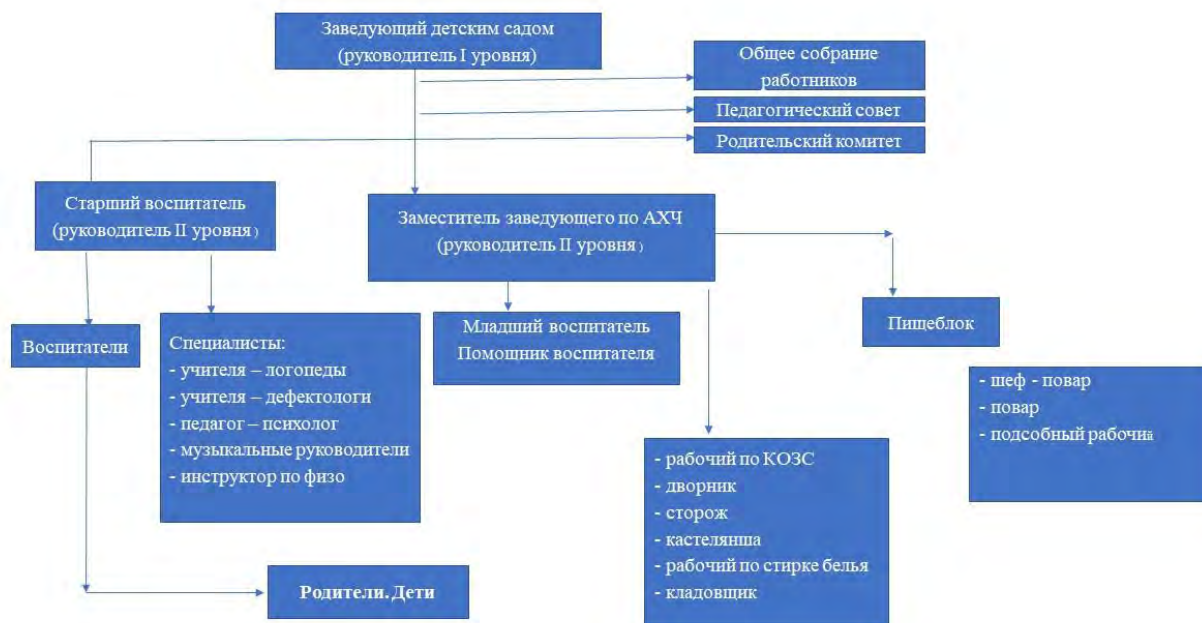 Заведующий детским садом
(руководитель I уровня)
Общее собрание
работников
Педагогический совет
Родительский комитет
Старший воспитатель
(руководитель II уровня )
Заместитель заведующего по АХЧ
(руководитель II уровня )
Пищеблок
Младший воспитатель
Помощник воспитателя
Воспитатели
Специалисты:
- учителя – логопеды
- учителя – дефектологи
- педагог – психолог
- музыкальные руководители
- инструктор по физо
- шеф - повар
- повар
- подсобный рабочий
- рабочий по КОЗС
- дворник
- сторож
- кастелянша
- рабочий по стирке белья
- кладовщик
Родители. Дети